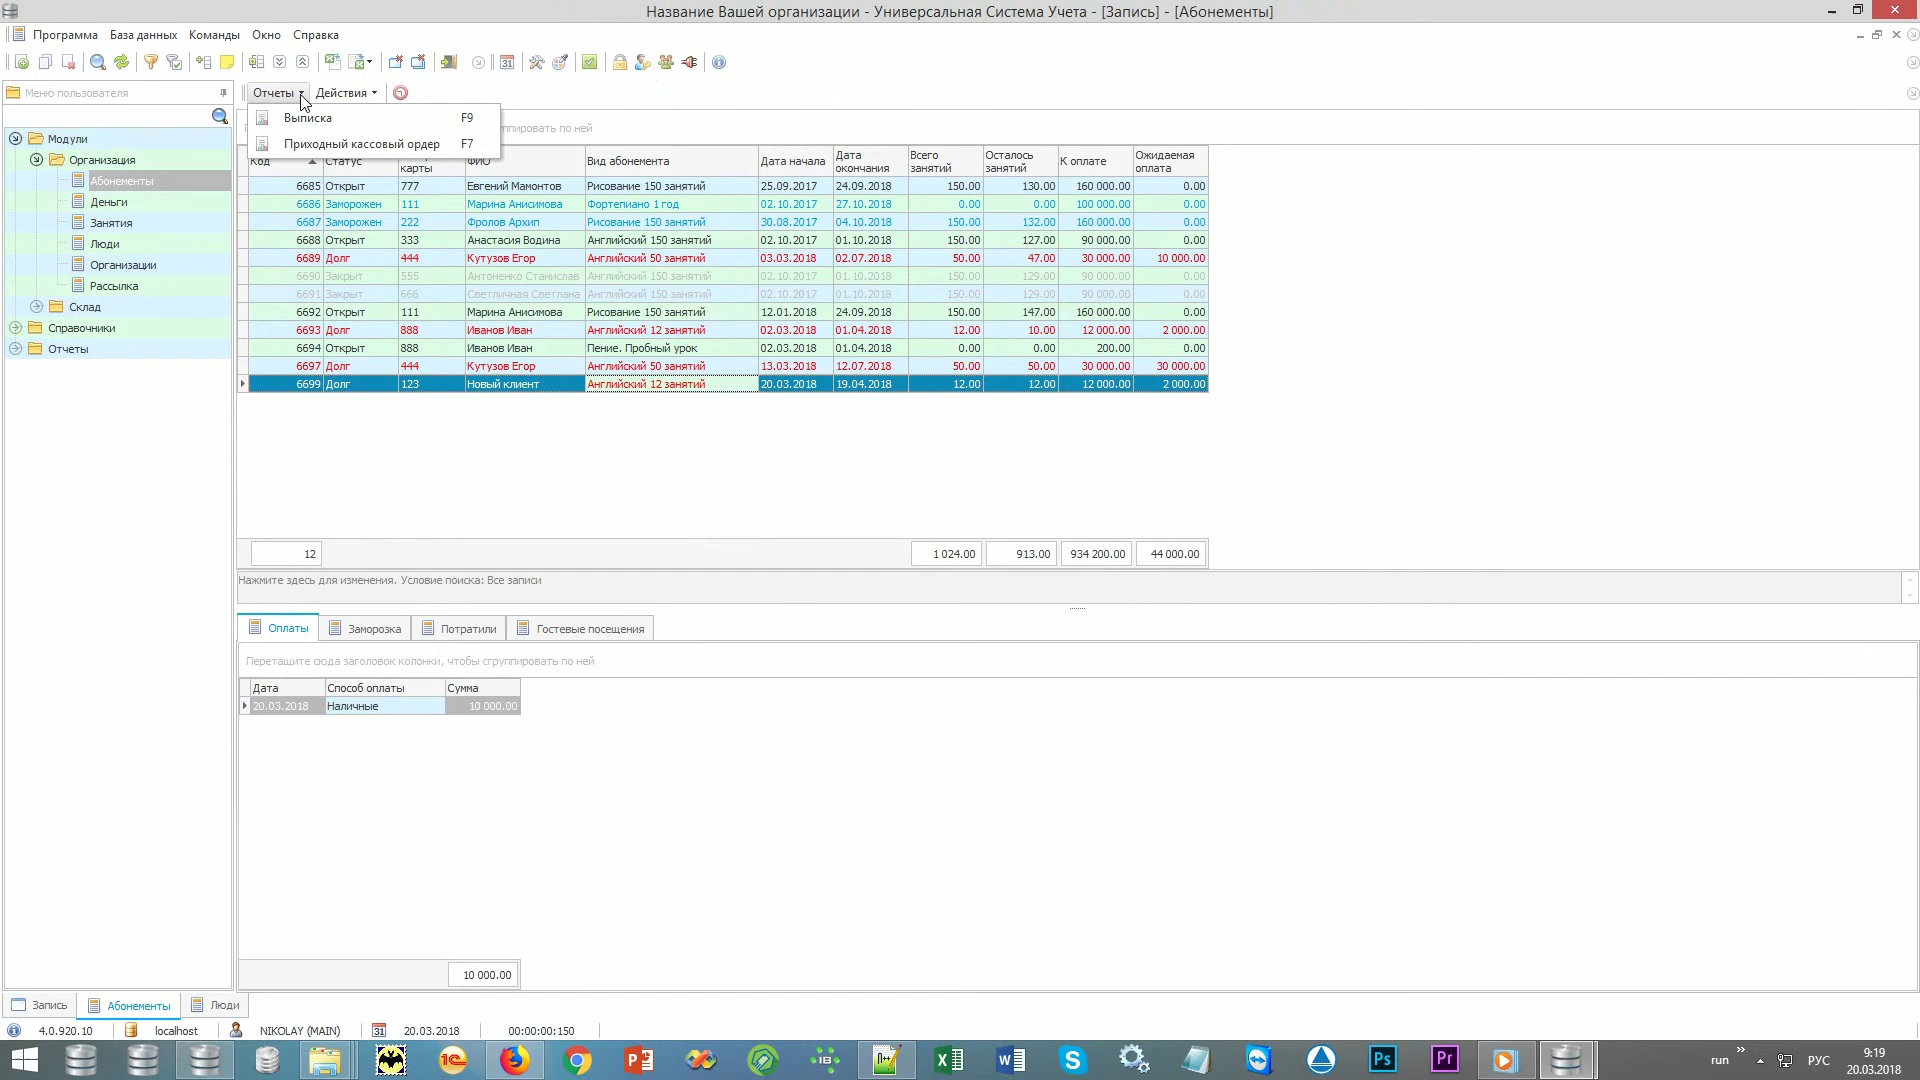 Название Вашей организации - Универсальная Система Учета - [Запись] - [Абонементы]
Программа База данных Команды Окно Справка
Меню пользователя
Отчеты Действия
Выписка F9
Приходный кассовый ордер F7
уппировать по ней
Модули
Организация
Абонементы
Деньги
Занятия
Люди
Организации
Рассылка
Склад
Справочники
Отчеты
Код Статус карты ФИО Вид абонемента Дата начала Дата окончания Всего занятий Осталось занятий К оплате Ожидаемая оплата
6685 Открыт 777 Евгений Мамонтов Рисование 150 занятий 25.09.2017 24.09.2018 150.00 130.00 160 000.00 0.00
6686 Заморожен 111 Марина Анисимова Фортепиано 1 год 02.10.2017 27.10.2018 0.00 0.00 100 000.00 0.00
6687 Заморожен 222 Фролов Архип Рисование 150 занятий 30.08.2017 04.10.2018 150.00 132.00 160 000.00 0.00
6688 Открыт 333 Анастасия Водина Английский 150 занятий 02.10.2017 01.10.2018 150.00 127.00 90 000.00 0.00
6689 Долг 444 Кутузов Егор Английский 50 занятий 03.03.2018 02.07.2018 50.00 47.00 30 000.00 10 000.00
6690 Закрыт 555 Антоненко Станислав Английский 150 занятий 02.10.2017 01.10.2018 150.00 129.00 90 000.00 0.00
6691 Закрыт 666 Светличная Светлана Английский 150 занятий 02.10.2017 01.10.2018 150.00 129.00 90 000.00 0.00
6692 Открыт 111 Марина Анисимова Рисование 150 занятий 12.01.2018 24.09.2018 150.00 147.00 160 000.00 0.00
6693 Долг 888 Иванов Иван Английский 12 занятий 02.03.2018 01.04.2018 12.00 10.00 12 000.00 2 000.00
6694 Открыт 888 Иванов Иван Пение. Пробный урок 02.03.2018 01.04.2018 0.00 0.00 200.00 0.00
6697 Долг 444 Кутузов Егор Английский 50 занятий 13.03.2018 12.07.2018 50.00 50.00 30 000.00 30 000.00
6699 Долг 123 Новый клиент Английский 12 занятий 20.03.2018 19.04.2018 12.00 12.00 12 000.00 2 000.00
12 1 024.00 913.00 934 200.00 44 000.00
Нажмите здесь для изменения. Условие поиска: Все записи
Оплаты Заморозка Потратили Гостевые посещения
Перетащите сюда заголовок колонки, чтобы сгруппировать по ней
Дата Способ оплаты Сумма
20.03.2018 Наличные 10 000.00
10 000.00
Запись Абонементы Люди
4.0.920.10 localhost NIKOLAY (MAIN) 31 20.03.2018 00:00:00:150
run РУС 9:19
20.03.2018